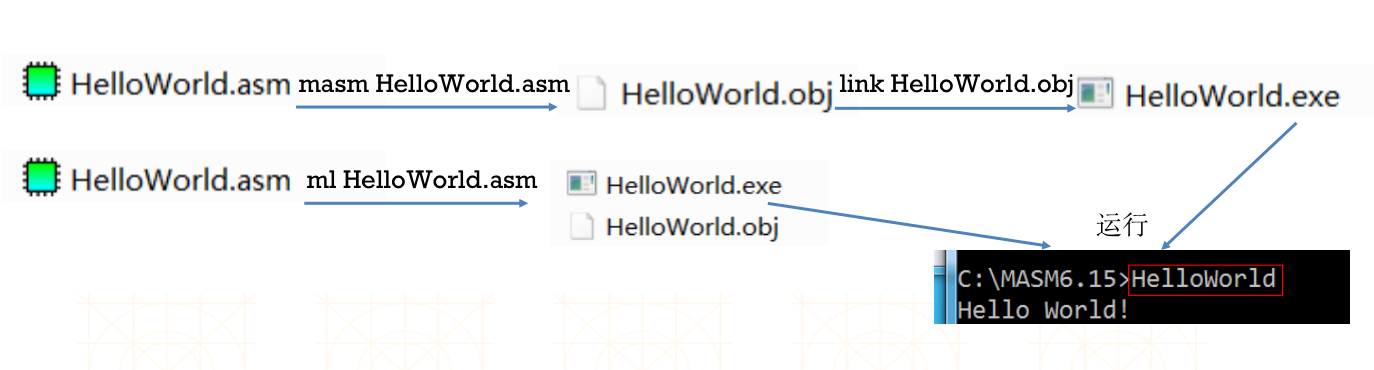 HelloWorld.asm masm HelloWorld.asm HelloWorld.obj link HelloWorld.obj HelloWorld.exe
HelloWorld.asm ml HelloWorld.asm HelloWorld.exe
HelloWorld.obj
运行
C:\MASM6.15>HelloWorld
Hello World!